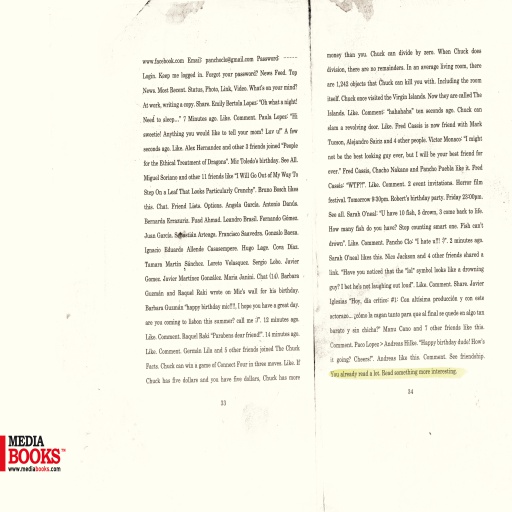 www.facebook.com Email: panchoclo@gmail.com Password: ------
Login. Keep me logged in. Forgot your password? News Feed. Top
News. Most Recent. Status, Photo, Link, Video. What's on your mind?
At work, writing a copy. Share. Emily Bertola Lopez: "Oh what a night!
Need to sleep..." 7 Minutes ago. Like. Comment. Paula Lopez: "Hi
sweetie! Anything you would like to tell your mom? Luv u!" A few
seconds ago. Like. Alex Hernandez and other 3 friends joined "People
for the Ethical Treatment of Dragons". Mic Toledo's birthday. See All.
Miguel Soriano and other 11 friends like "I Will Go Out of My Way To
Step On a Leaf That Looks Particularly Crunchy". Bruno Bosch likes
this. Chat. Friend Lists. Options. Angela García. Antonio Danta.
Bernarda Errazuriz. Faed Ahmad. Leandro Brasil. Fernando Gómez.
Juan García. Sebastián Arteaga. Francisco Saavedra. Gonzalo Baeza.
Ignacio Eduardo Allende Casasempere. Hugo Lage. Cova Díaz.
Tamara Martín Sánchez. Loreto Velasquez. Sergio Lobo. Javier
Gomez. Javier Martínez González. María Janini. Chat (14). Barbara
Guzmán and Raquel Raki wrote on Mic's wall for his birthday.
Barbara Guzmán "happy birthday mic!!!!, I hope you have a great day.
are you coming to lisbon this summer? call me :)". 12 minutes ago.
Like. Comment. Raquel Raki "Parabens dear friend!". 14 minutes ago.
Like. Comment. Germán Lilo and 5 other friends joined The Chuck
Facts. Chuck can win a game of Connect Four in three moves. Like. If
Chuck has five dollars and you have five dollars, Chuck has more
33
money than you. Chuck can divide by zero. When Chuck does
division, there are no remainders. In an average living room, there
are 1,242 objects that Chuck can kill you with. Including the room
itself. Chuck once visited the Virgin Islands. Now they are called The
Islands. Like. Comment: "hahahaha" ten seconds ago. Chuck can
slam a revolving door. Like. Fred Cassis is now friend with Mark
Tomson, Alejandro Sainz and 4 other people. Victor Monaco: "I might
not be the best looking guy ever, but I will be your best friend for
ever." Fred Cassis, Chacho Nakano and Pancho Pueblo like it. Fred
Cassis: "WTF!?". Like. Comment. 2 event invitations. Horror film
festival. Tomorrow 9:30pm. Robert's birthday party. Friday 23:00pm.
See all. Sarah O'neal: "U have 10 fish, 5 drown, 3 came back to life.
How many fish do you have? Stop counting smart one. Fish can't
drown". Like. Comment. Pancho Clo: "I hate u!!! :)". 2 minutes ago.
Sarah O'neal likes this. Nico Jackson and 4 other friends shared a
link. "Have you noticed that the "lol" symbol looks like a drowning
guy? I bet he's not laughing out loud". Like. Comment. Share. Javier
Iglesias "Hoy, día crítico #1: Con altísima producción y con este
actorazo... ¿cómo la cagan tanto para que al final se quede en algo tan
barato y sin chicha?" Manu Cano and 7 other friends like this.
Comment. Paco Lopez > Andreas Hilke. "Happy birthday dude! How's
it going? Cheers!". Andreas like this. Comment. See friendship.
You already read a lot. Read something more interesting.
34
MEDIA
BOOKS™
www.mediabooks.com